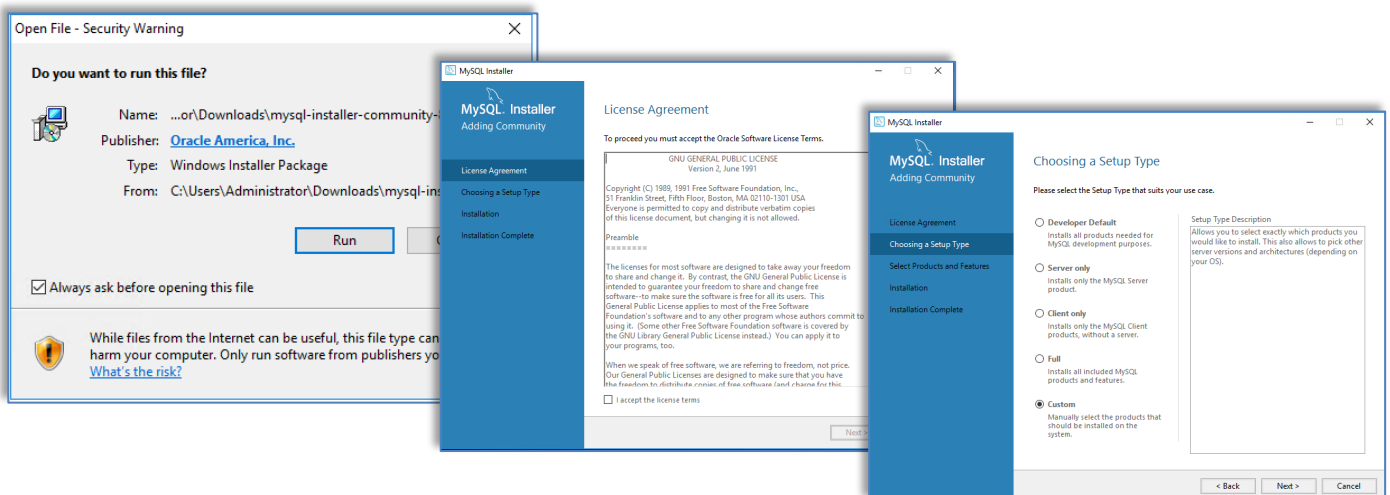 Open File - Security Warning
Do you want to run this file?
Name: ...or\Downloads\mysql-installer-community-
Publisher: Oracle America, Inc.
Type: Windows Installer Package
From: C:\Users\Administrator\Downloads\mysql-ins
Run
Always ask before opening this file
While files from the Internet can be useful, this file type can
harm your computer. Only run software from publishers yo
What's the risk?
MySQL Installer
MySQL. Installer
Adding Community
License Agreement
Choosing a Setup Type
Installation
Installation Complete
License Agreement
To proceed you must accept the Oracle Software License Terms.
GNU GENERAL PUBLIC LICENSE
Version 2, June 1991
Copyright (C) 1989, 1991 Free Software Foundation, Inc.,
51 Franklin Street, Fifth Floor, Boston, MA 02110-1301 USA
Everyone is permitted to copy and distribute verbatim copies
of this license document, but changing it is not allowed.
Preamble
========
The licenses for most software are designed to take away your freedom
to share and change it. By contrast, the GNU General Public License is
intended to guarantee your freedom to share and change free
software--to make sure the software is free for all its users. This
General Public License applies to most of the Free Software
Foundation's software and to any other program whose authors commit to
using it. (Some other Free Software Foundation software is covered by
the GNU Library General Public License instead.) You can apply it to
your programs, too.
When we speak of free software, we are referring to freedom, not price.
Our General Public Licenses are designed to make sure that you have
the freedom to distribute copies of free software (and charge for this
I accept the license terms
Next >
MySQL Installer
MySQL. Installer
Adding Community
License Agreement
Choosing a Setup Type
Select Products and Features
Installation
Installation Complete
Choosing a Setup Type
Please select the Setup Type that suits your use case.
Developer Default
Installs all products needed for
MySQL development purposes.
Server only
Installs only the MySQL Server
product.
Client only
Installs only the MySQL Client
products, without a server.
Full
Installs all included MySQL
products and features.
Custom
Manually select the products that
should be installed on the
system.
Setup Type Description
Allows you to select exactly which products you
would like to install. This also allows to pick other
server versions and architectures (depending on
your OS).
< Back
Next >
Cancel